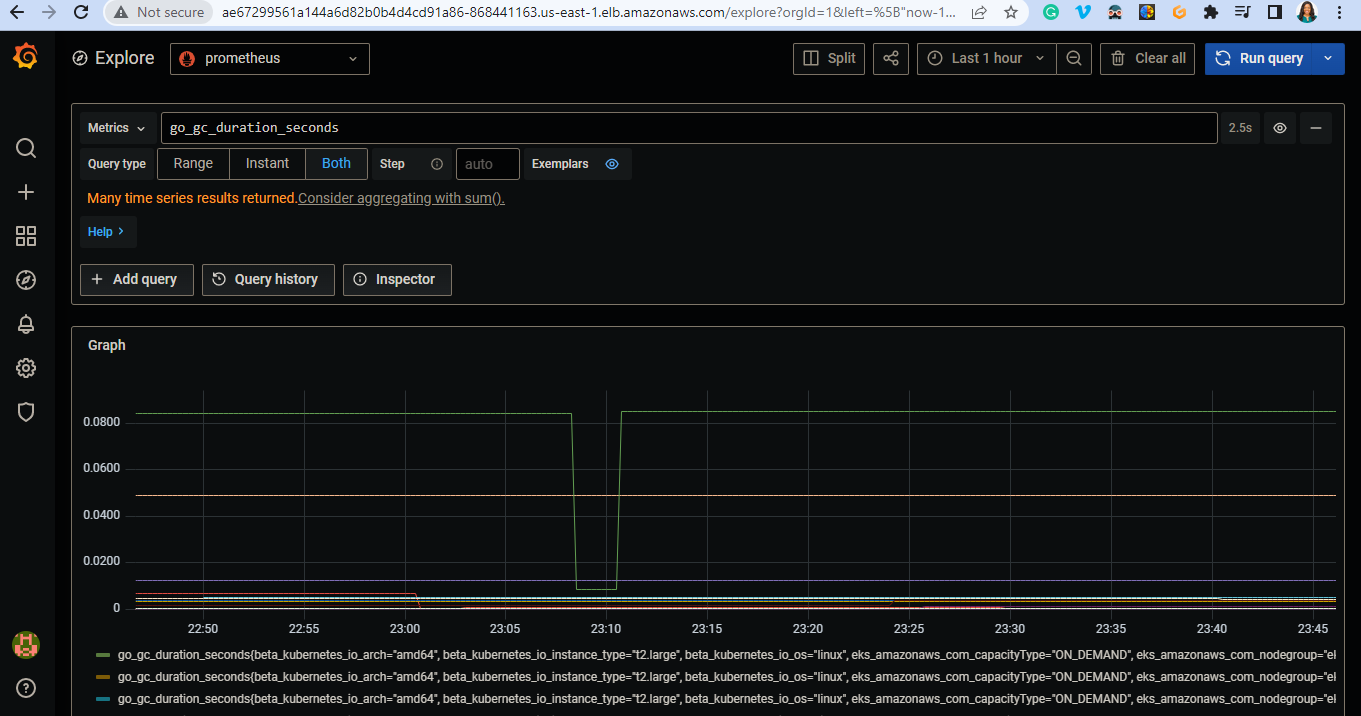 Not secure
ae67299561a144a6d82b0b4d4cd91a86-868441163.us-east-1.elb.amazonaws.com/explore?orgId=1&left=%5B"now-1...
Explore
prometheus
Split
Last 1 hour
Clear all
Run query
Metrics
go_gc_duration_seconds
2.5s
Query type
Range
Instant
Both
Step
auto
Exemplars
Many time series results returned.Consider aggregating with sum().
Help
Add query
Query history
Inspector
Graph
0.0800
0.0600
0.0400
0.0200
0
22:50 22:55 23:00 23:05 23:10 23:15 23:20 23:25 23:30 23:35 23:40 23:45
go_gc_duration_seconds{beta_kubernetes_io_arch="amd64", beta_kubernetes_io_instance_type="t2.large", beta_kubernetes_io_os="linux", eks_amazonaws_com_capacityType="ON_DEMAND", eks_amazonaws_com_nodegroup="el
go_gc_duration_seconds{beta_kubernetes_io_arch="amd64", beta_kubernetes_io_instance_type="t2.large", beta_kubernetes_io_os="linux", eks_amazonaws_com_capacityType="ON_DEMAND", eks_amazonaws_com_nodegroup="el
go_gc_duration_seconds{beta_kubernetes_io_arch="amd64", beta_kubernetes_io_instance_type="t2.large", beta_kubernetes_io_os="linux", eks_amazonaws_com_capacityType="ON_DEMAND", eks_amazonaws_com_nodegroup="el